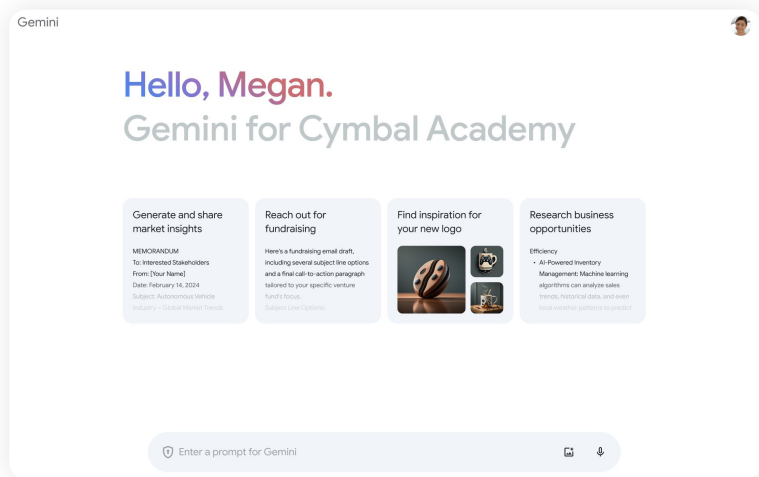 Gemini
Hello, Megan.
Gemini for Cymbal Academy
Generate and share
market insights
MEMORANDUM
To: Interested Stakeholders
From: [Your Name]
Date: February 14, 2024
Subject: Autonomous Vehicle
Industry – Global Market Trends
Reach out for
fundraising
Here's a fundraising email draft,
including several subject line options
and a final call-to-action paragraph
tailored to your specific venture
fund's focus.
Subject Line Options:
Find inspiration for
your new logo
Research business
opportunities
Efficiency
• AI-Powered Inventory
Management: Machine learning
algorithms can analyze sales
trends, historical data, and even
local weather patterns to predict
Enter a prompt for Gemini